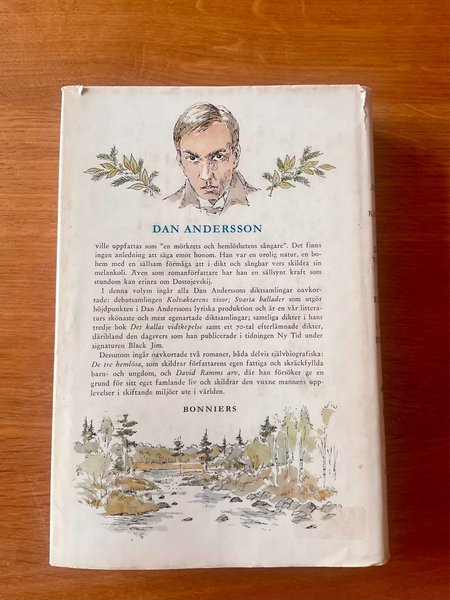 DAN ANDERSSON
ville uppfattas som "en mörkrets och hemlöshetens sångare". Det finns
ingen anledning att säga emot honom. Han var en orolig natur, en bo-
hem med en sällsam förmåga att i dikt och sångbar vers skildra sin
melankoli. Även som romanförfattare har han en sällsynt kraft som
stundom kan erinra om Dostojevskij.
I denna volym ingår alla Dan Anderssons diktsamlingar oavkor-
tade: debutsamlingen Kolvaktarens visor; Svarta ballader som utgör
höjdpunkten i Dan Anderssons lyriska produktion och är en vår littera-
turs skönaste och mest egenartade diktsamlingar; samtliga dikter i hans
tredje bok Det kallas vidskepelse samt ett 70-tal efterlämnade dikter,
däribland den dagsvers som han publicerade i tidningen Ny Tid under
signaturen Black Jim.
Dessutom ingår oavkortade två romaner, båda delvis självbiografiska:
De tre hemlösa, som skildrar författarens egen fattiga och skräckfyllda
barn- och ungdom, och David Ramms arv, där han försöker ge en
grund för sitt eget famlande liv och skildrar den vuxne mannens upp-
levelser i skiftande miljöer ute i världen.
BONNIERS